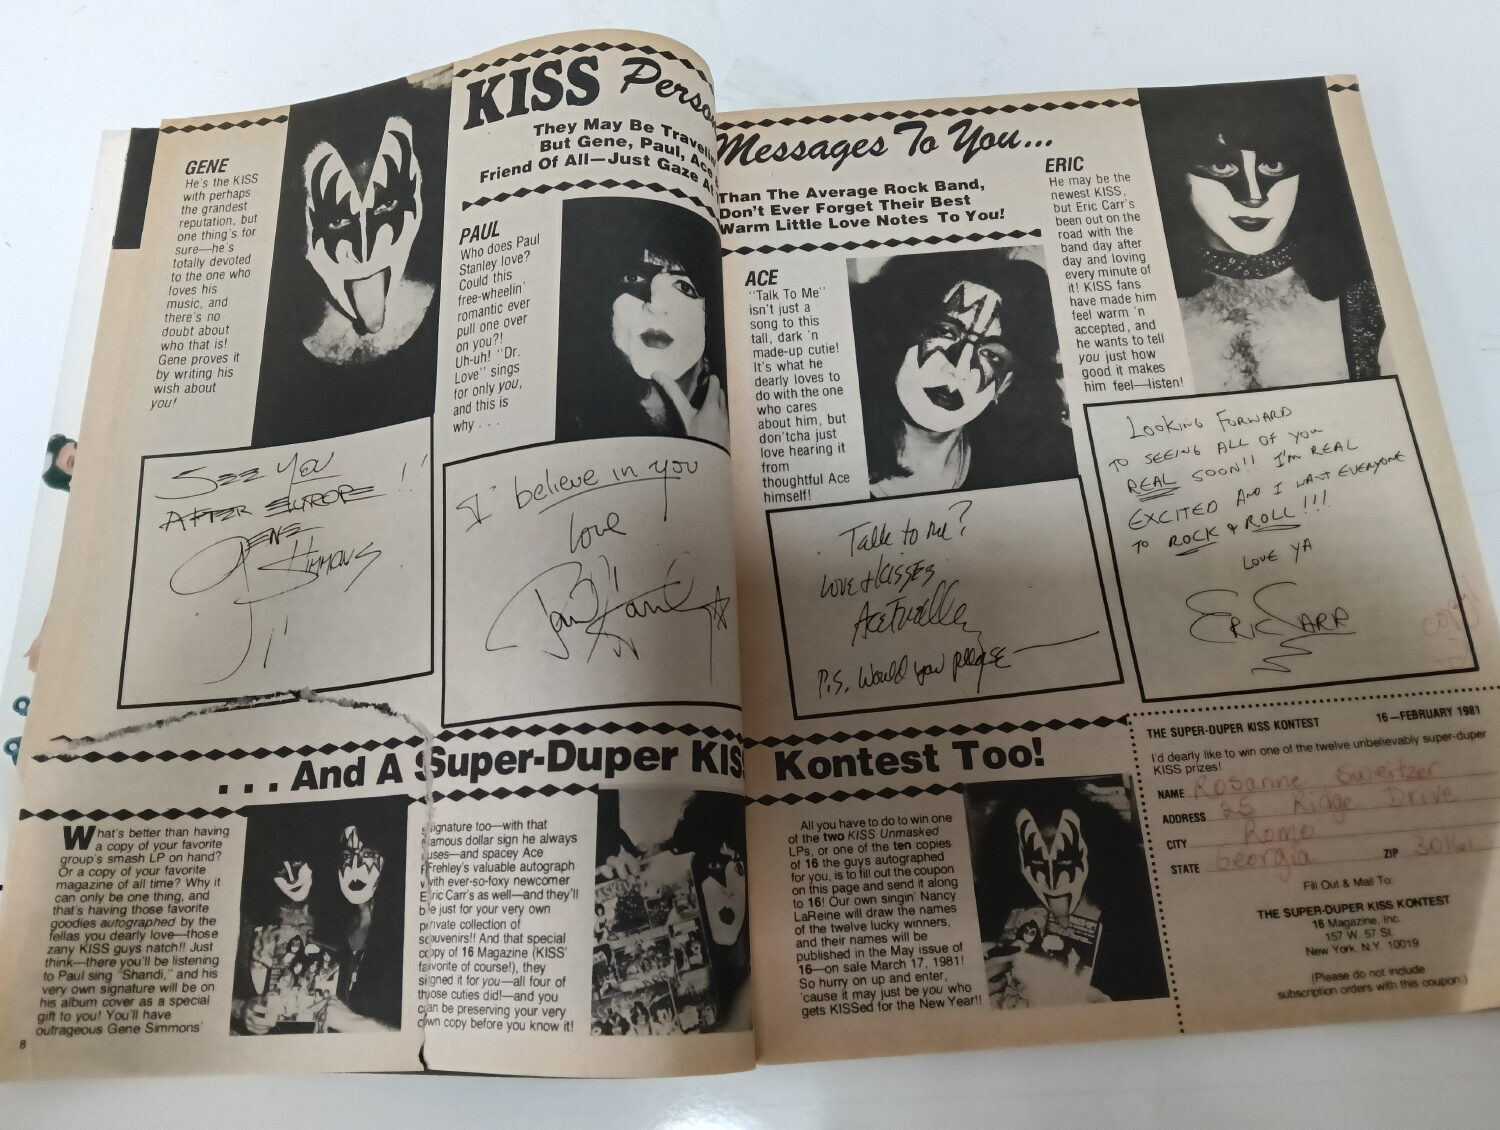 KISS Perso
Messages To You...
They May Be Traveli
But Gene, Paul, Ace
Friend Of All—Just Gaze At
Than The Average Rock Band,
Don't Ever Forget Their Best
Warm Little Love Notes To You!
GENE
He's the KISS
with perhaps
the grandest
reputation, but
one thing's for
sure—he's
totally devoted
to the one who
loves his
music, and
there's no
doubt about
who that is!
Gene proves it
by writing his
wish about
you!
PAUL
Who does Paul
Stanley love?
Could this
free-wheelin'
romantic ever
pull one over
on you?!
Uh-uh! "Dr.
Love" sings
for only you,
and this is
why . . .
ACE
"Talk To Me"
isn't just a
song to this
tall, dark 'n
made-up cutie!
It's what he
dearly loves to
do with the one
who cares
about him, but
don'tcha just
love hearing it
from
thoughtful Ace
himself!
ERIC
He may be the
newest KISS,
but Eric Carr's
been out on the
road with the
band day after
day and loving
every minute of
it! KISS fans
have made him
feel warm 'n
accepted, and
he wants to tell
you just how
good it makes
him feel—listen!
SEE YOU
AFTER EUROPE!!
GENE
SIMMONS
I believe in you
love
Paul Stanley
Talk to me?
LOVE & KISSES
Ace Frehley
P.S. Would you please
LOOKING FORWARD
TO SEEING ALL OF YOU
REAL SOON!! I'M REAL
EXCITED AND I WANT EVERYONE
TO ROCK & ROLL!!!
LOVE YA
ERIC CARR
copy!
. . . And A Super-Duper KIS
Kontest Too!
What's better than having
a copy of your favorite
group's smash LP on hand?
Or a copy of your favorite
magazine of all time? Why it
can only be one thing, and
that's having those favorite
goodies autographed by the
fellas you dearly love—those
zany KISS guys natch!! Just
think—there you'll be listening
to Paul sing "Shandi," and his
very own signature will be on
his album cover as a special
gift to you! You'll have
outrageous Gene Simmons'
signature too—with that
famous dollar sign he always
uses—and spacey Ace
Frehley's valuable autograph
with ever-so-foxy newcomer
Eric Carr's as well—and they'll
be just for your very own
private collection of
souvenirs!! And that special
copy of 16 Magazine (KISS'
favorite of course!), they
signed it for you—all four of
those cuties did!—and you
can be preserving your very
own copy before you know it!
All you have to do to win one
of the two KISS Unmasked
LPs, or one of the ten copies
of 16 the guys autographed
for you, is to fill out the coupon
on this page and send it along
to 16! Our own singin' Nancy
LaReine will draw the names
of the twelve lucky winners,
and their names will be
published in the May issue of
16—on sale March 17, 1981!
So hurry on up and enter,
'cause it may just be you who
gets KISSed for the New Year!!
THE SUPER-DUPER KISS KONTEST 16—FEBRUARY 1981
I'd dearly like to win one of the twelve unbelievably super-duper
KISS prizes!
NAME Rosanne Sweitzer
ADDRESS 25 Ridge Drive
CITY Rome
STATE Georgia ZIP 30161
Fill Out & Mail To:
THE SUPER-DUPER KISS KONTEST
16 Magazine, Inc.
157 W. 57 St.
New York, N.Y. 10019
(Please do not include
subscription orders with this coupon.)
8